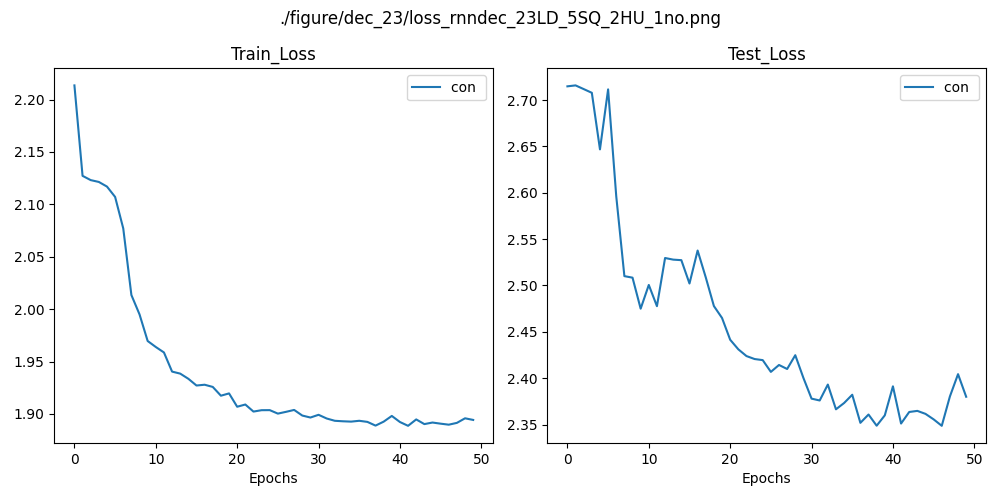 ./figure/dec_23/loss_rnndec_23LD_5SQ_2HU_1no.png
Train_Loss
con
2.20
2.15
2.10
2.05
2.00
1.95
1.90
0 10 20 30 40 50
Epochs
Test_Loss
con
2.70
2.65
2.60
2.55
2.50
2.45
2.40
2.35
0 10 20 30 40 50
Epochs